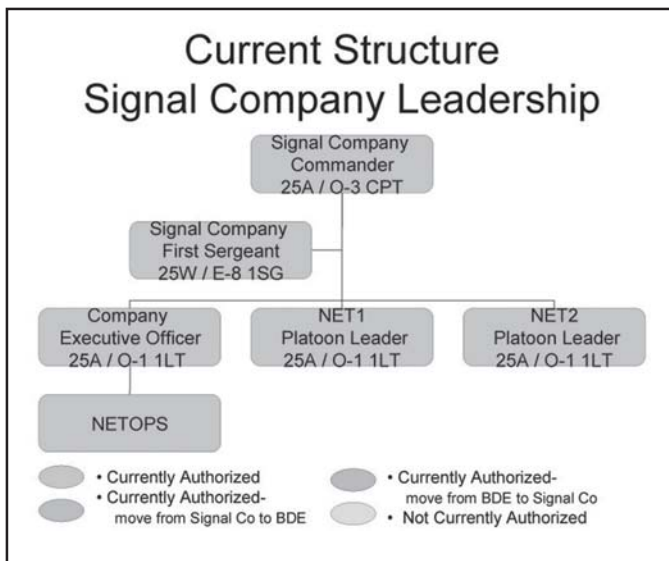 Current Structure
Signal Company Leadership
Signal Company
Commander
25A / O-3 CPT
Signal Company
First Sergeant
25W / E-8 1SG
Company
Executive Officer
25A / O-1 1LT
NET1
Platoon Leader
25A / O-1 1LT
NET2
Platoon Leader
25A / O-1 1LT
NETOPS
• Currently Authorized
• Currently Authorized-
move from Signal Co to BDE
• Currently Authorized-
move from BDE to Signal Co
• Not Currently Authorized